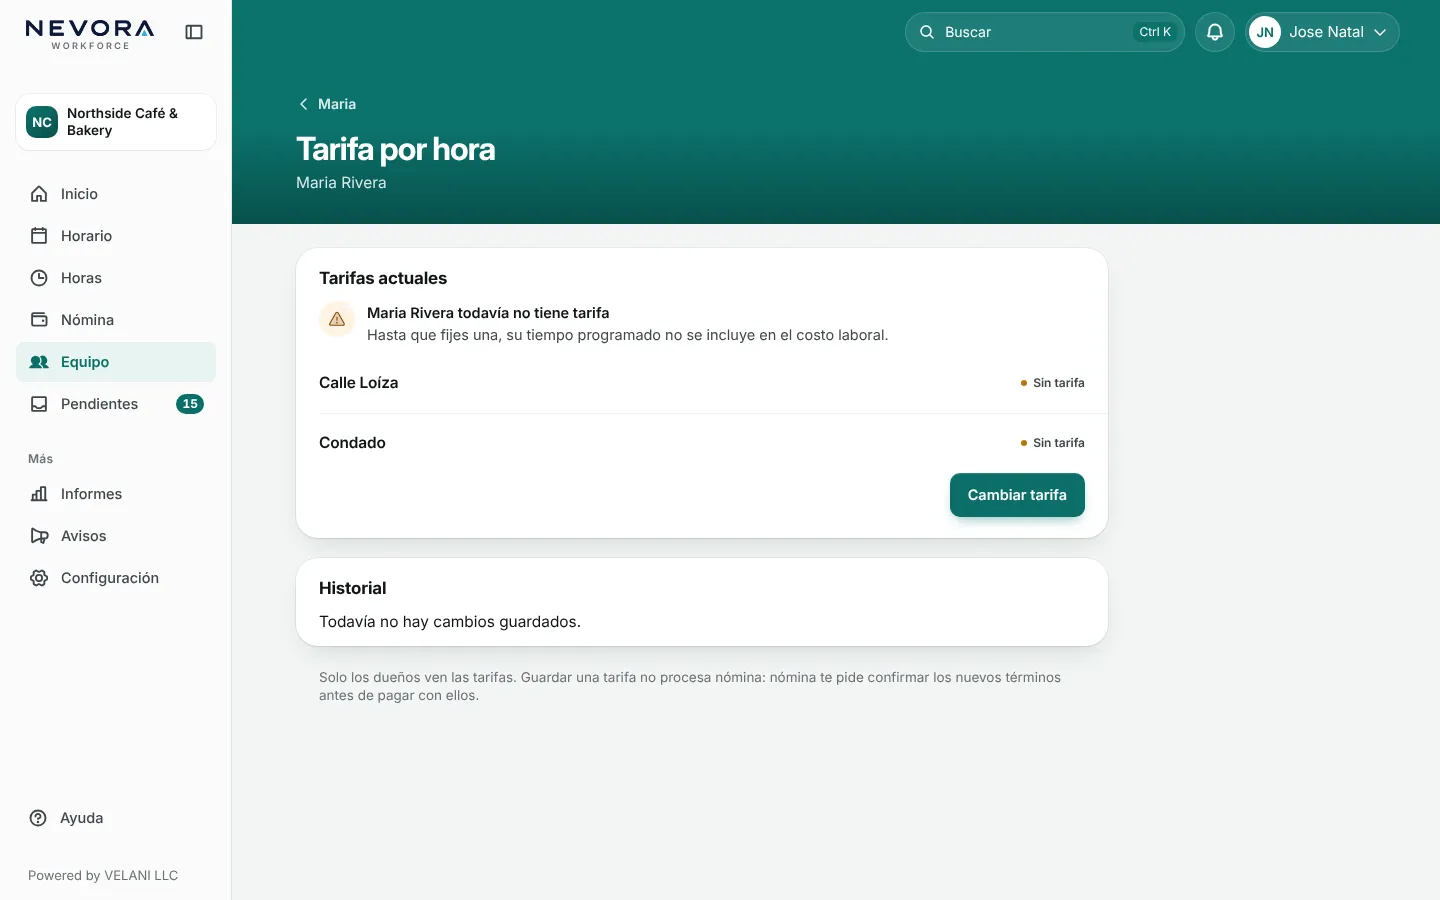 NEVORA
WORKFORCE
Buscar
Ctrl K
JN
Jose Natal
NC
Northside Café &
Bakery
Inicio
Horario
Horas
Nómina
Equipo
Pendientes
15
Más
Informes
Avisos
Configuración
Ayuda
Powered by VELANI LLC
Maria
Tarifa por hora
Maria Rivera
Tarifas actuales
Maria Rivera todavía no tiene tarifa
Hasta que fijes una, su tiempo programado no se incluye en el costo laboral.
Calle Loíza
Sin tarifa
Condado
Sin tarifa
Cambiar tarifa
Historial
Todavía no hay cambios guardados.
Solo los dueños ven las tarifas. Guardar una tarifa no procesa nómina: nómina te pide confirmar los nuevos términos
antes de pagar con ellos.